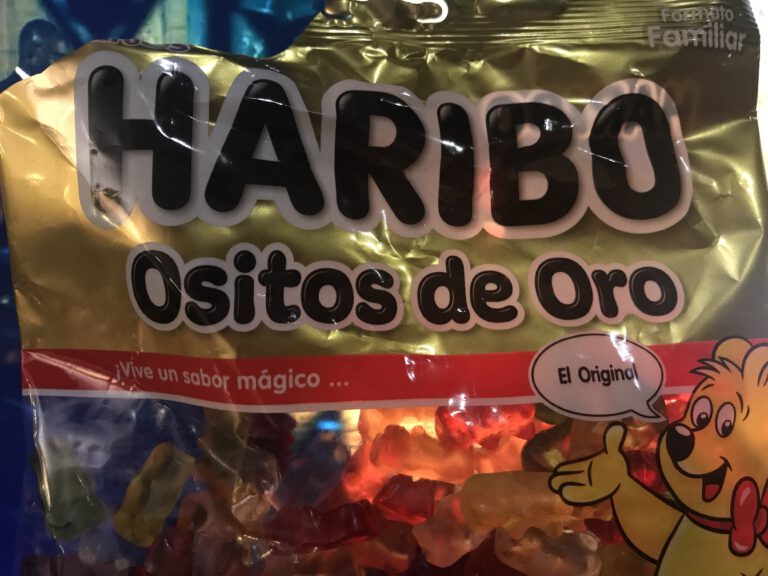 Formato
Familiar
HARIBO
Ositos de Oro
¡Vive un sabor mágico ...
El Original